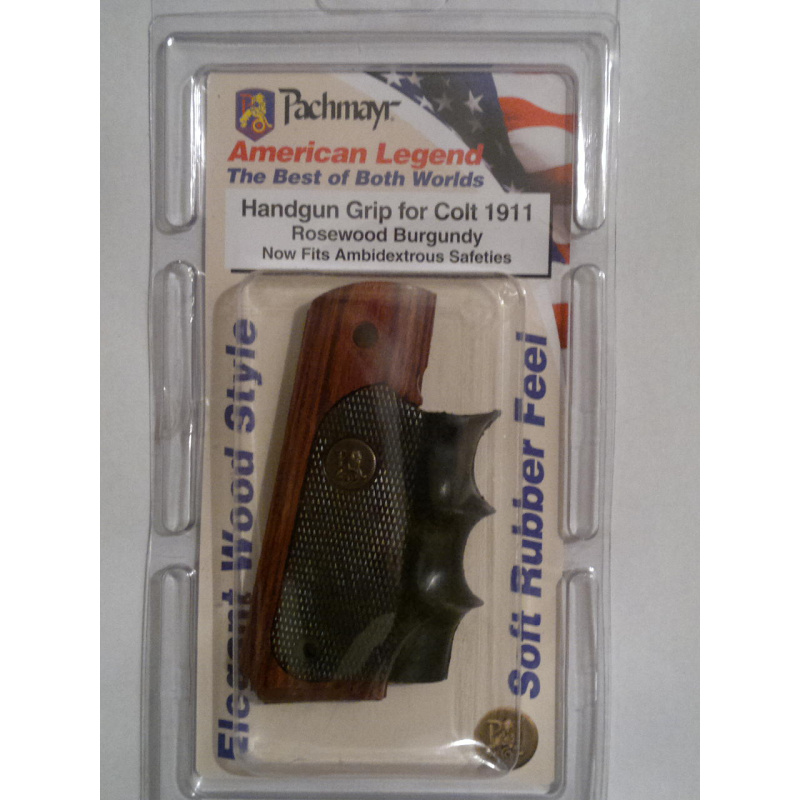 Pachmayr
American Legend
The Best of Both Worlds
Handgun Grip for Colt 1911
Rosewood Burgundy
Now Fits Ambidextrous Safeties
Elegant Wood Style
Soft Rubber Feel